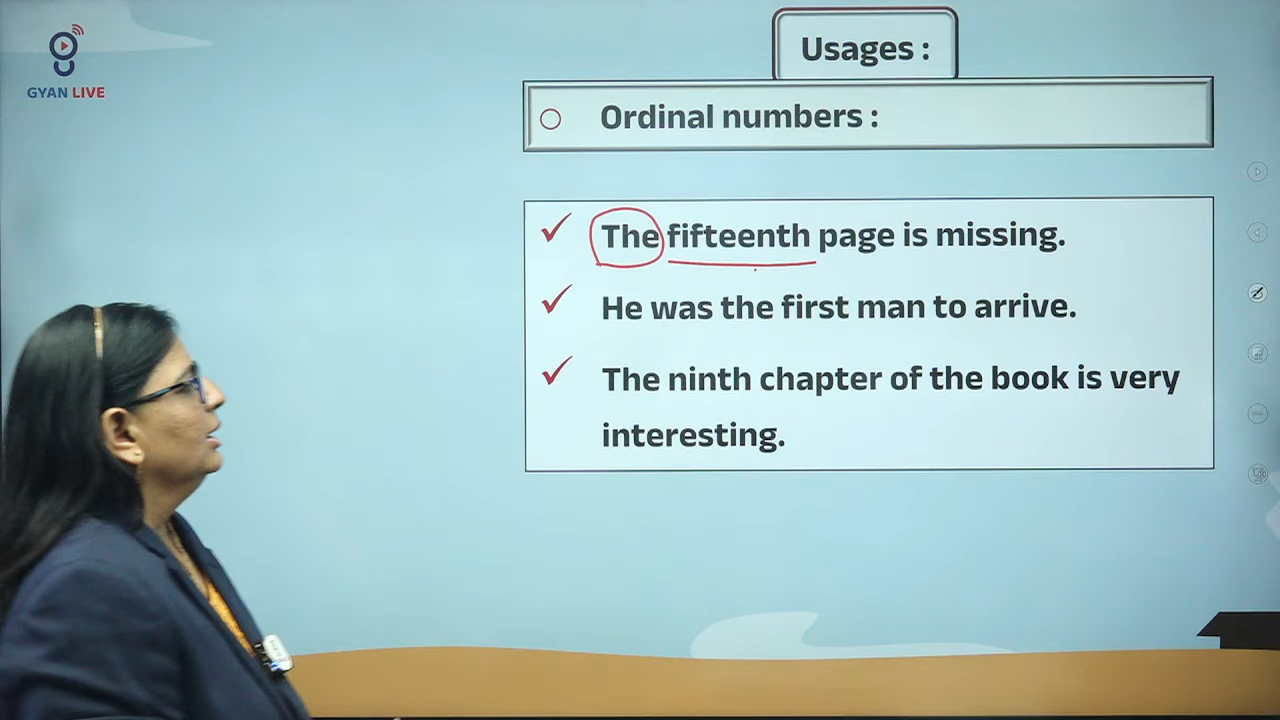 GYAN LIVE
Usages :
Ordinal numbers :
The fifteenth page is missing.
He was the first man to arrive.
The ninth chapter of the book is very
interesting.